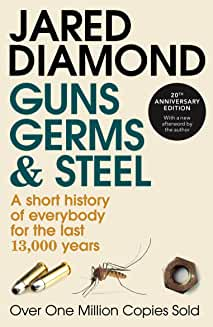 JARED
DIAMOND
GUNS
GERMS
& STEEL
20TH
ANNIVERSARY
EDITION
With a new
afterword by
the author
A short history
of everybody
for the last
13,000 years
Over One Million Copies Sold